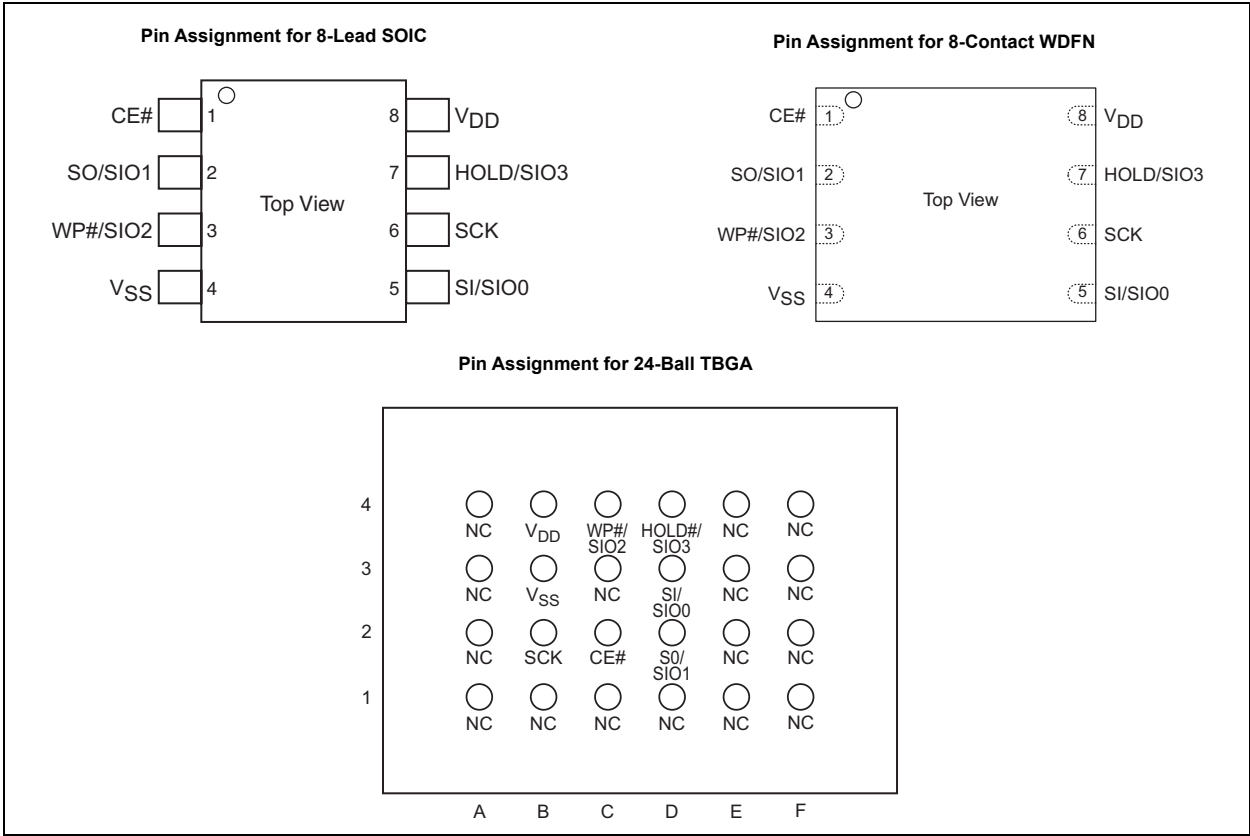 Pin Assignment for 8-Lead SOIC
CE# 1 8 VDD
SO/SIO1 2 7 HOLD/SIO3
Top View
WP#/SIO2 3 6 SCK
VSS 4 5 SI/SIO0
Pin Assignment for 8-Contact WDFN
CE# 1 8 VDD
SO/SIO1 2 7 HOLD/SIO3
Top View
WP#/SIO2 3 6 SCK
VSS 4 5 SI/SIO0
Pin Assignment for 24-Ball TBGA
4
NC VDD WP#/ HOLD#/ NC NC
SIO2 SIO3
3
NC VSS NC SI/ NC NC
SIO0
2
NC SCK CE# S0/ NC NC
SIO1
1
NC NC NC NC NC NC
A B C D E F